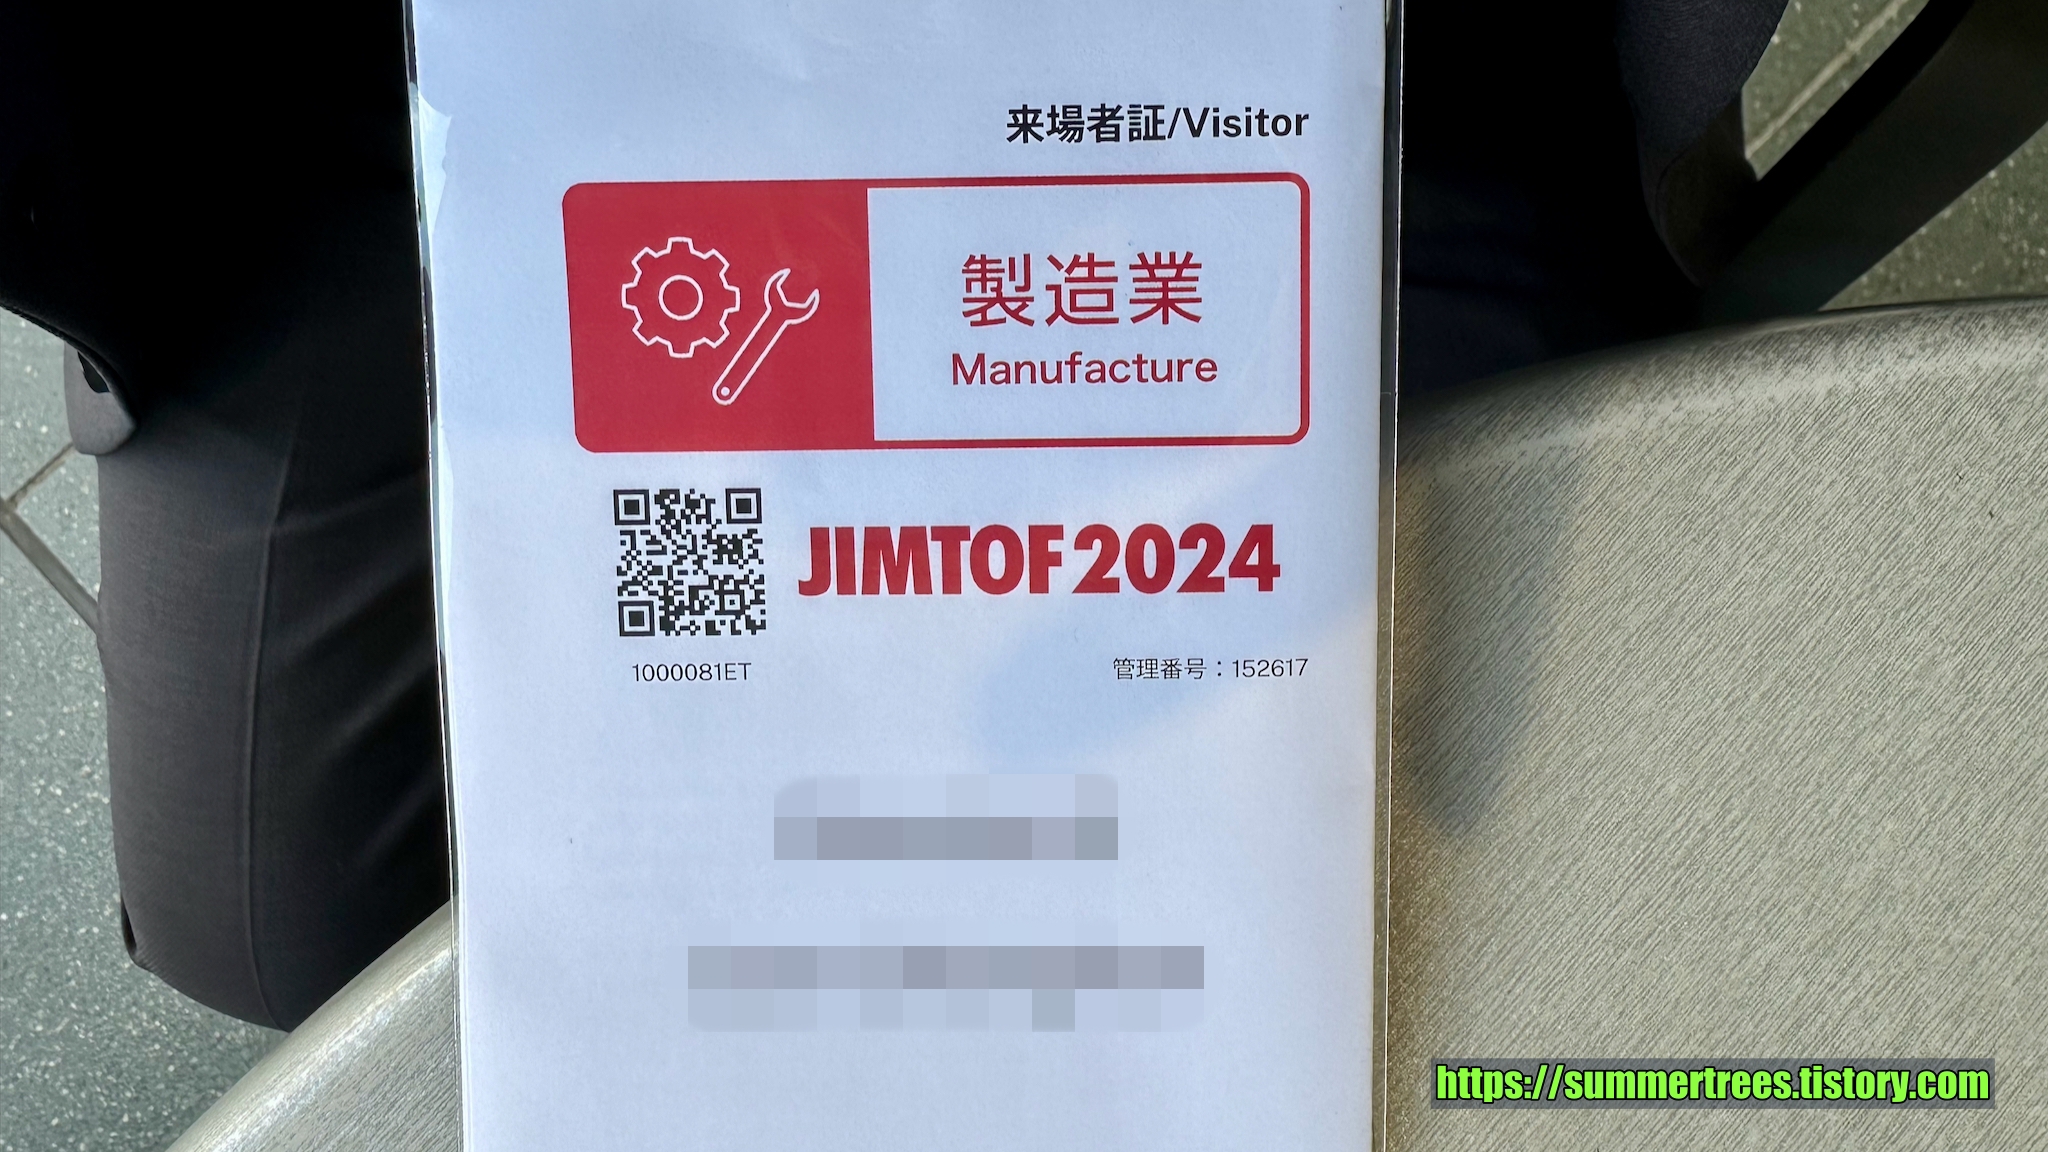 来場者証/Visitor
製造業
Manufacture
JIMTOF2024
1000081ET
管理番号：152617
https://summertrees.tistory.com